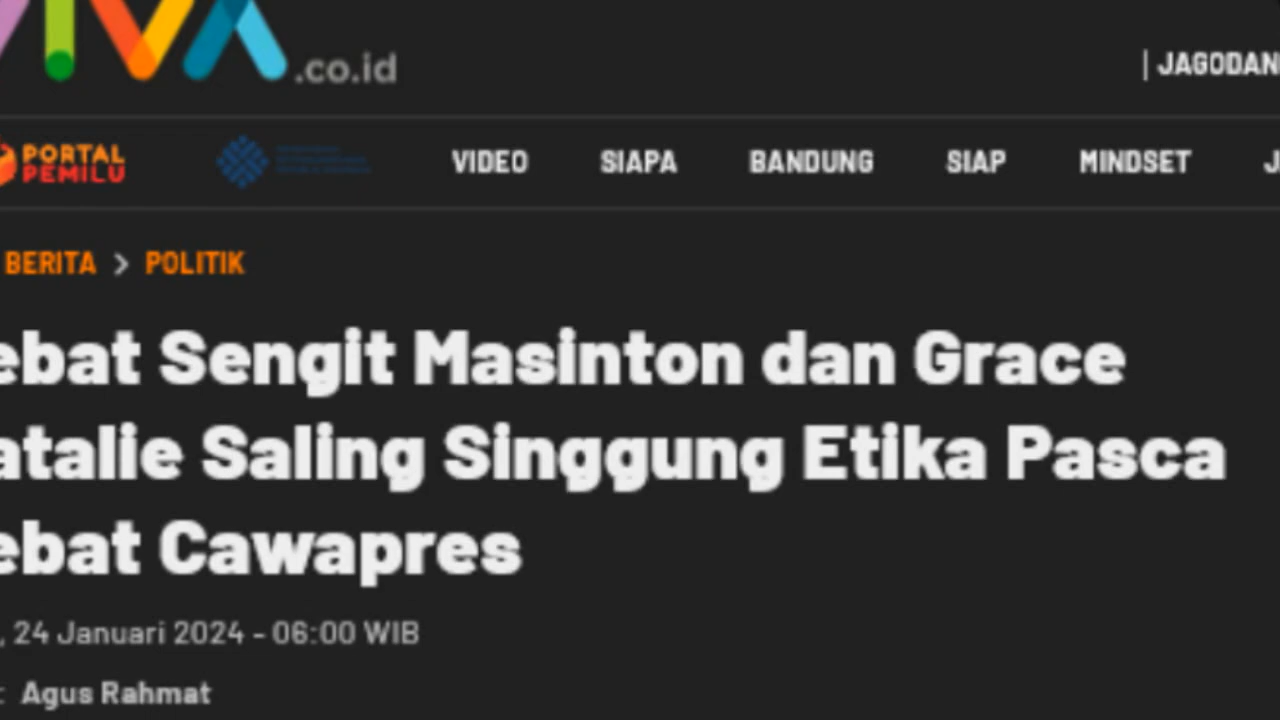 VIVA.co.id
| JAGODAN
PORTAL
PEMILU
VIDEO SIAPA BANDUNG SIAP MINDSET J
BERITA > POLITIK
ebat Sengit Masinton dan Grace
atalie Saling Singgung Etika Pasca
ebat Cawapres
, 24 Januari 2024 - 06:00 WIB
: Agus Rahmat